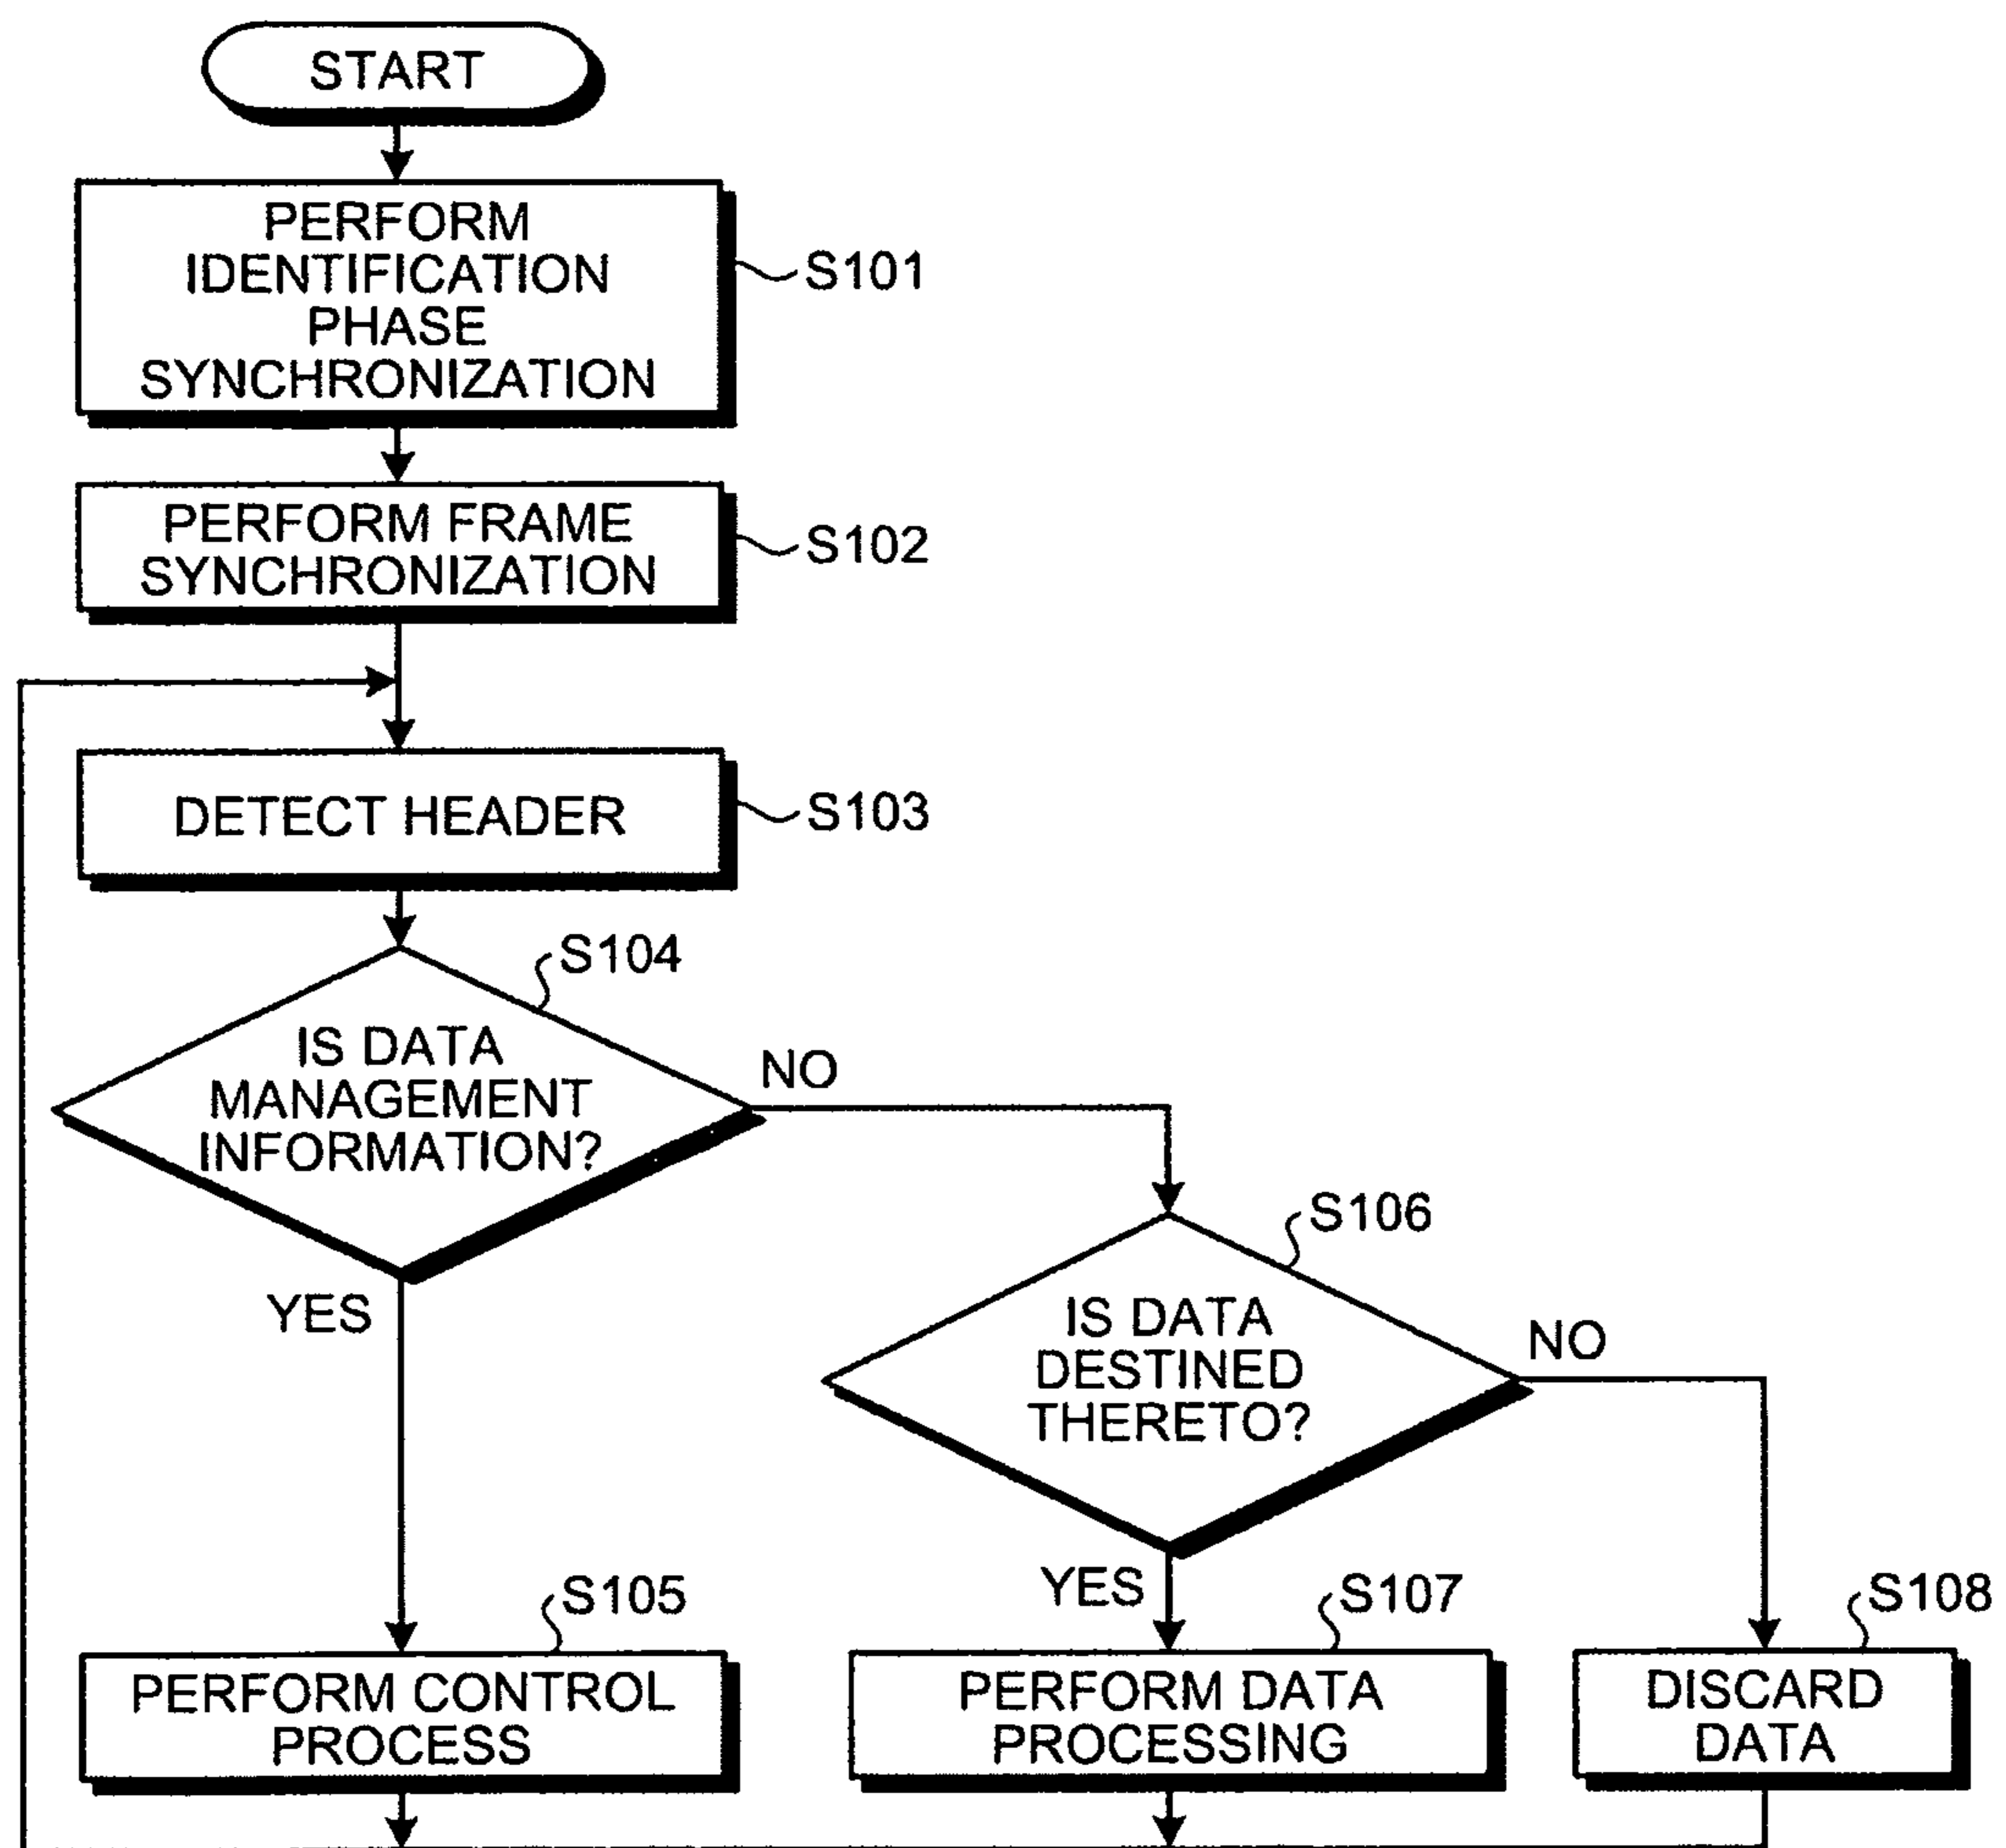 START
PERFORM
IDENTIFICATION
PHASE
SYNCHRONIZATION
S101
PERFORM FRAME
SYNCHRONIZATION
S102
DETECT HEADER
S103
S104
IS DATA
MANAGEMENT
INFORMATION?
NO
YES
S106
IS DATA
DESTINED
THERETO?
NO
YES
S105
PERFORM CONTROL
PROCESS
S107
PERFORM DATA
PROCESSING
S108
DISCARD
DATA